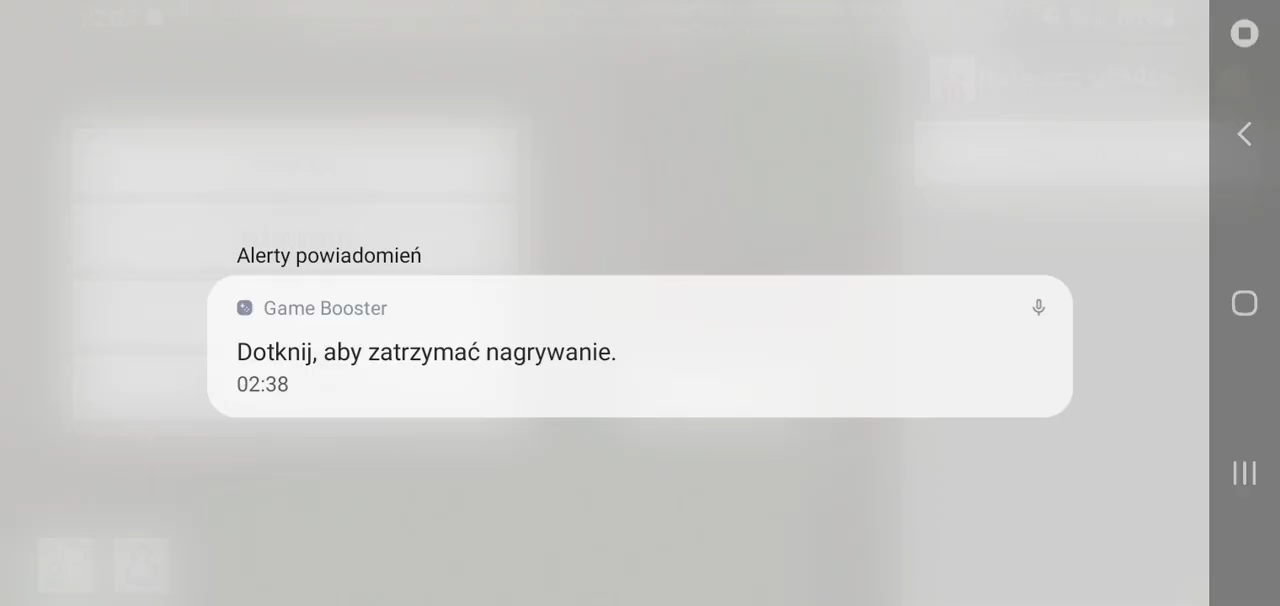 Alerty powiadomień
Game Booster
Dotknij, aby zatrzymać nagrywanie.
02:38